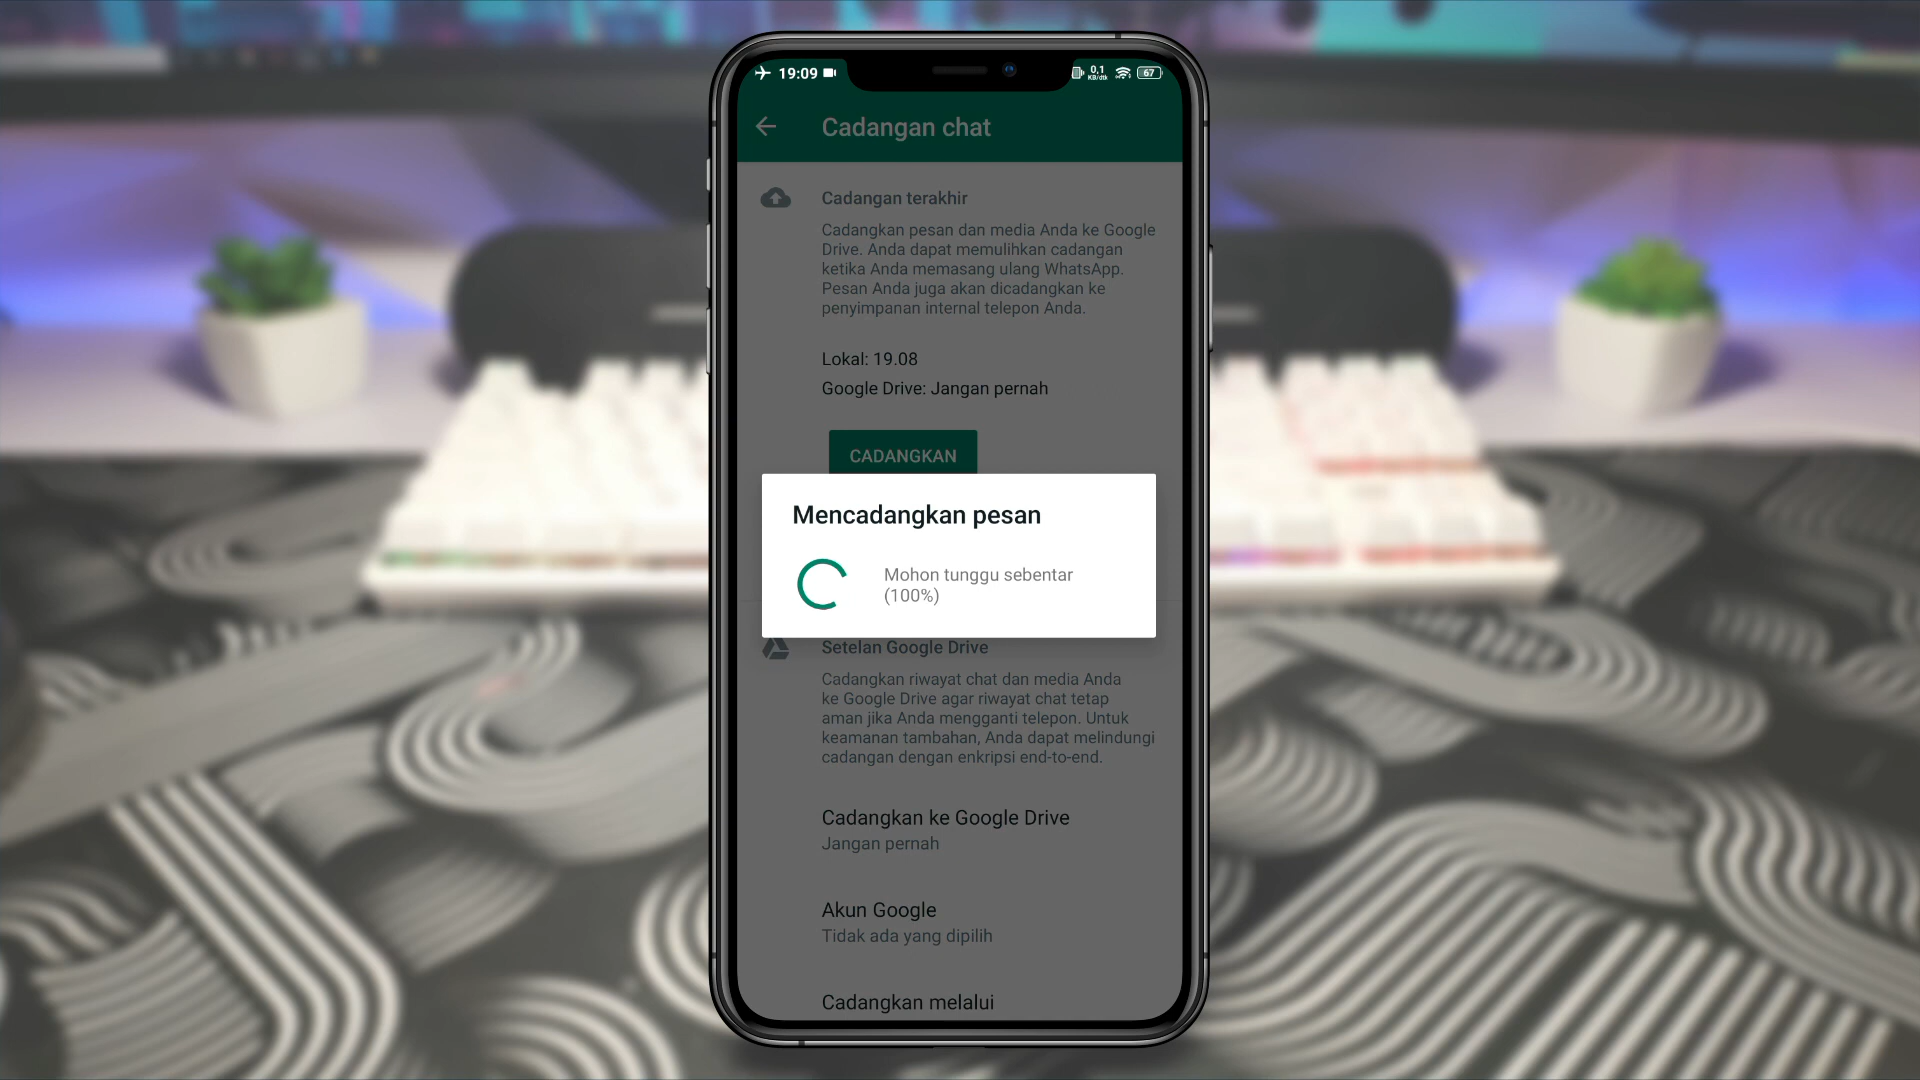 19:09
0,1
KB/dtk
67
Cadangan chat
Cadangan terakhir
Cadangkan pesan dan media Anda ke Google
Drive. Anda dapat memulihkan cadangan
ketika Anda memasang ulang WhatsApp.
Pesan Anda juga akan dicadangkan ke
penyimpanan internal telepon Anda.
Lokal: 19.08
Google Drive: Jangan pernah
CADANGKAN
Mencadangkan pesan
Mohon tunggu sebentar
(100%)
Setelan Google Drive
Cadangkan riwayat chat dan media Anda
ke Google Drive agar riwayat chat tetap
aman jika Anda mengganti telepon. Untuk
keamanan tambahan, Anda dapat melindungi
cadangan dengan enkripsi end-to-end.
Cadangkan ke Google Drive
Jangan pernah
Akun Google
Tidak ada yang dipilih
Cadangkan melalui